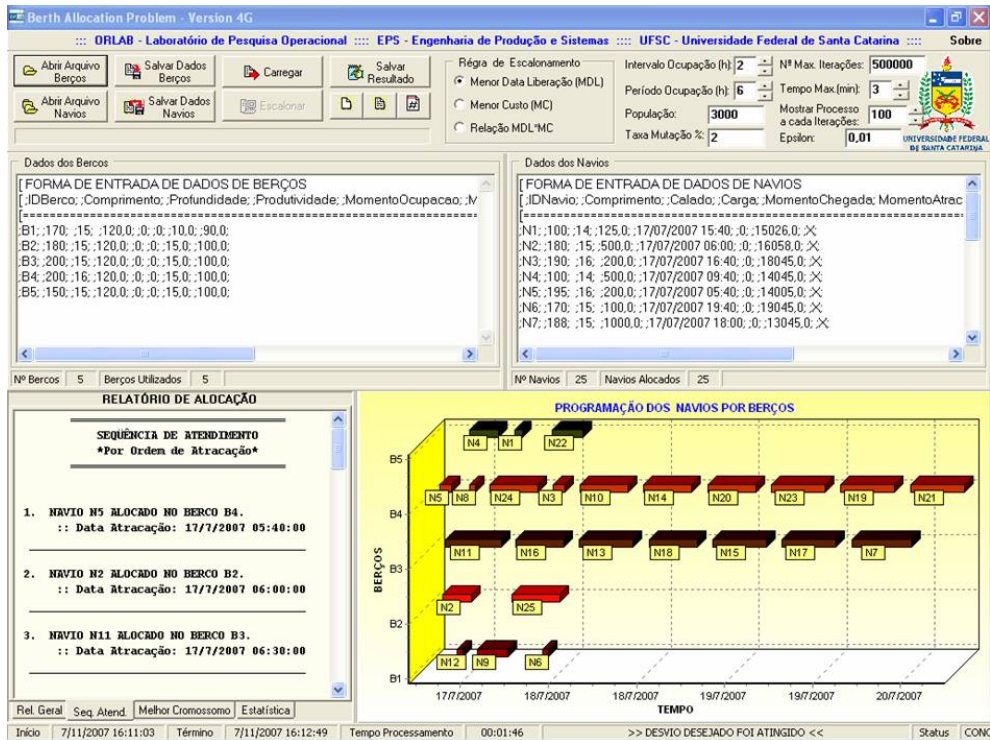 Berth Allocation Problem - Version 4G
::: ORLAB - Laboratório de Pesquisa Operacional :::: EPS - Engenharia de Produção e Sistemas :::: UFSC - Universidade Federal de Santa Catarina ::::
Sobre
Abrir Arquivo Berços
Salvar Dados Berços
Carregar
Salvar Resultado
Abrir Arquivo Navios
Salvar Dados Navios
Escalonar
Régra de Escalonamento
Menor Data Liberação (MDL)
Menor Custo (MC)
Relação MDL*MC
Intervalo Ocupação (h): 2
Nº Max. Iterações: 500000
Período Ocupação (h): 6
Tempo Max.(min): 3
População: 3000
Mostrar Processo a cada Iterações: 100
Taxa Mutação %: 2
Epsilon: 0,01
UNIVERSIDADE FEDERAL
DE SANTA CATARINA
Dados dos Bercos
[ FORMA DE ENTRADA DE DADOS DE BERÇOS
[ ;IDBerco; ;Comprimento; ;Profundidade; ;Produtividade; ;MomentoOcupacao; ;M
[=====
;B1; ;170; ;15; ;120,0; ;0; ;0; ;10,0; ;90,0;
;B2; ;180; ;15; ;120,0; ;0; ;0; ;15,0; ;100,0;
;B3; ;200; ;15; ;120,0; ;0; ;0; ;15,0; ;100,0;
;B4; ;200; ;16; ;120,0; ;0; ;0; ;15,0; ;100,0;
;B5; ;150; ;15; ;120,0; ;0; ;0; ;15,0; ;100,0;
Nº Bercos 5 Berços Utilizados 5
Dados dos Navios
[ FORMA DE ENTRADA DE DADOS DE NAVIOS
[ ;IDNavio; ;Comprimento; ;Calado; ;Carga; ;MomentoChegada; MomentoAtrac
[=====
;N1; ;100; ;14; ;125,0; ;17/07/2007 15:40; ;0; ;15026,0; ;X;
;N2; ;180; ;15; ;500,0; ;17/07/2007 06:00; ;0; ;16058,0; ;X;
;N3; ;190; ;16; ;200,0; ;17/07/2007 16:40; ;0; ;18045,0; ;X;
;N4; ;100; ;14; ;500,0; ;17/07/2007 09:40; ;0; ;14045,0; ;X;
;N5; ;195; ;16; ;200,0; ;17/07/2007 05:40; ;0; ;14005,0; ;X;
;N6; ;170; ;15; ;100,0; ;17/07/2007 19:40; ;0; ;19045,0; ;X;
;N7; ;188; ;15; ;1000,0; ;17/07/2007 18:00; ;0; ;13045,0; ;X;
Nº Navios 25 Navios Alocados 25
RELATÓRIO DE ALOCAÇÃO
SEQÜÊNCIA DE ATENDIMENTO
*Por Ordem de Atracação*
1. NAVIO N5 ALOCADO NO BERCO B4.
:: Data Atracação: 17/7/2007 05:40:00
2. NAVIO N2 ALOCADO NO BERCO B2.
:: Data Atracação: 17/7/2007 06:00:00
3. NAVIO N11 ALOCADO NO BERCO B3.
:: Data Atracação: 17/7/2007 06:30:00
Rel. Geral Seq. Atend. Melhor Cromossomo Estatística
PROGRAMAÇÃO DOS NAVIOS POR BERÇOS
BERÇOS
B5
N4 N1 N22
B4
N5 N8 N24 N3 N10 N14 N20 N23 N19 N21
B3
N11 N16 N13 N18 N15 N17 N7
B2
N2 N25
B1
N12 N9 N6
17/7/2007 18/7/2007 18/7/2007 19/7/2007 19/7/2007 20/7/2007
TEMPO
Início 7/11/2007 16:11:03 Término 7/11/2007 16:12:49 Tempo Processamento 00:01:46 >> DESVIO DESEJADO FOI ATINGIDO << Status CONC